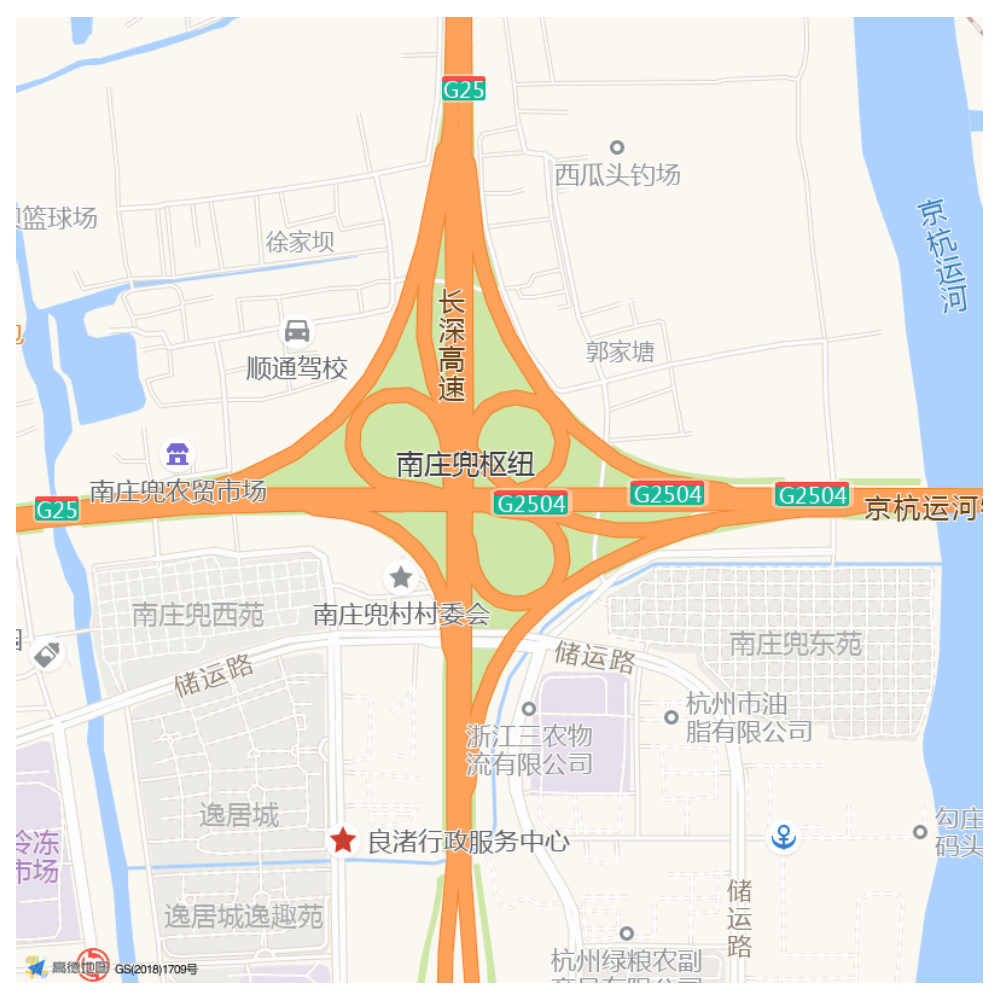 G25
西瓜头钓场
篮球场
徐家坝
京杭运河
长深高速
郭家塘
顺通驾校
南庄兜枢纽
南庄兜农贸市场
G25
G2504
G2504
G2504
京杭运河
南庄兜西苑
南庄兜村村委会
南庄兜东苑
储运路
储运路
杭州市油
脂有限公司
浙江三农物
流有限公司
逸居城
冷冻
市场
良渚行政服务中心
勾庄
码头
储运路
逸居城逸趣苑
杭州绿粮农副
高德地图 GS(2018)1709号